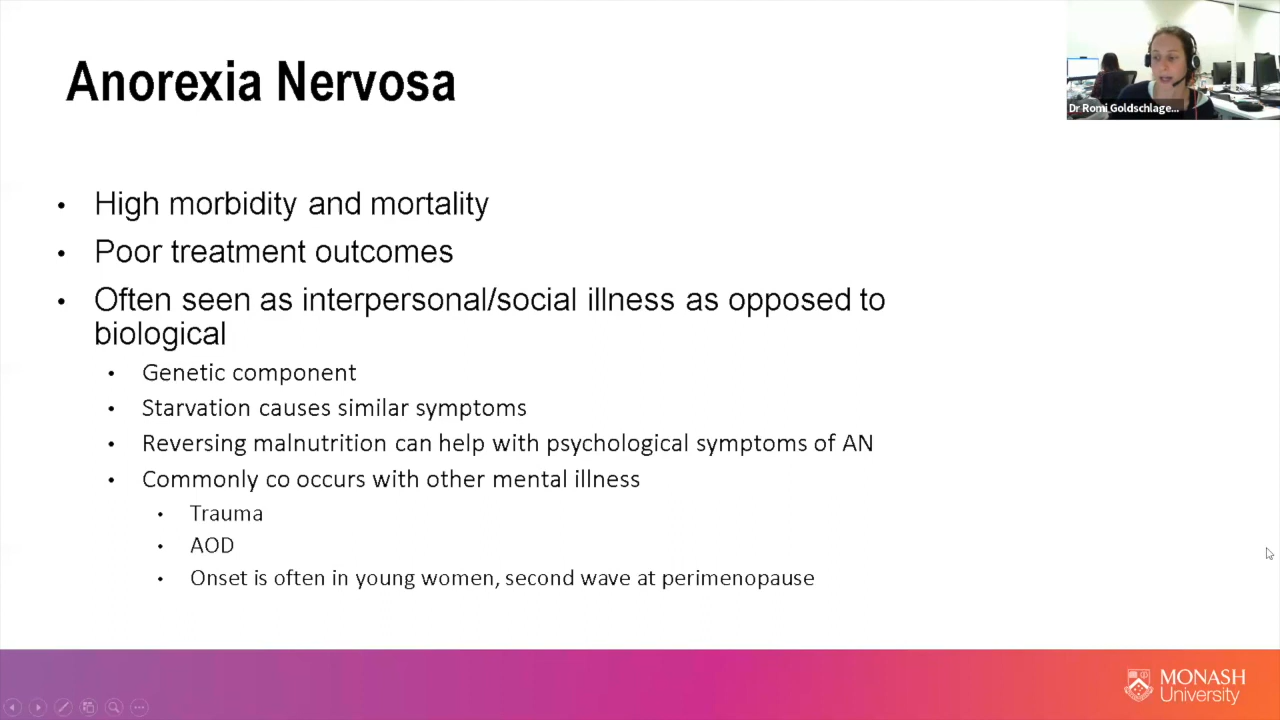 Anorexia Nervosa
Dr Romi Goldschlage...
• High morbidity and mortality
• Poor treatment outcomes
• Often seen as interpersonal/social illness as opposed to
biological
• Genetic component
• Starvation causes similar symptoms
• Reversing malnutrition can help with psychological symptoms of AN
• Commonly co occurs with other mental illness
• Trauma
• AOD
• Onset is often in young women, second wave at perimenopause
MONASH
University